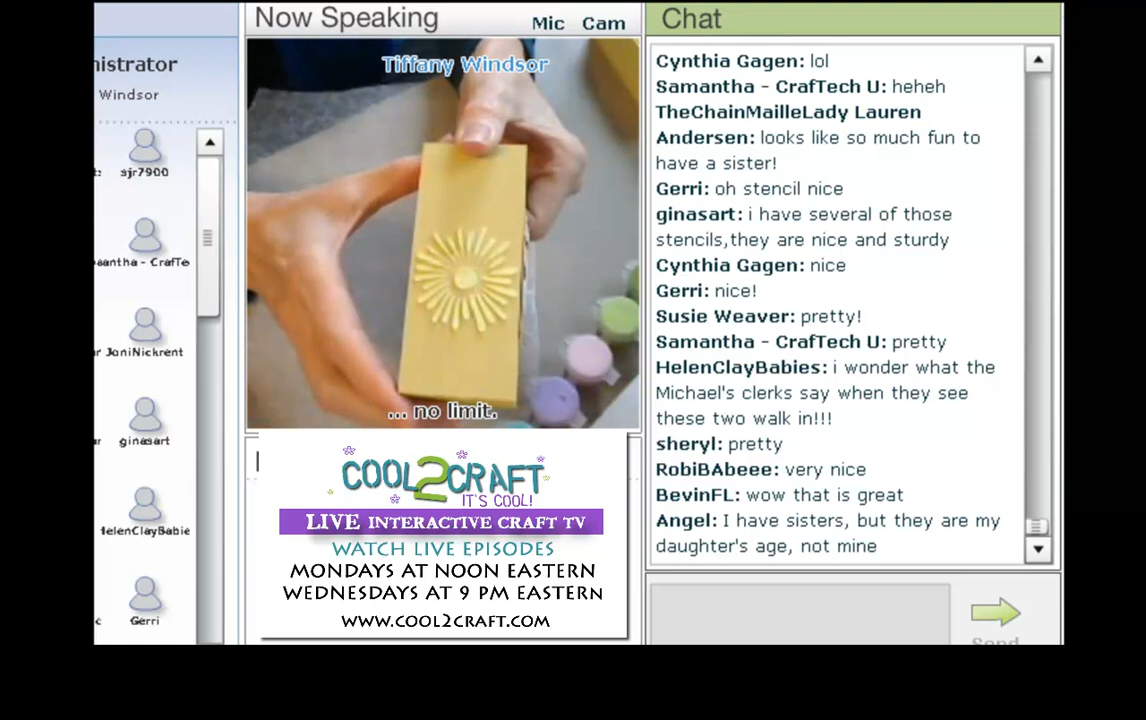 nistrator
Windsor
sjr7900
JoniNickrent
ginasart
HelenClayBabie
Gerri
Now Speaking
Mic Cam
Tiffany Windsor
... no limit.
COOL2CRAFT
IT'S COOL!
LIVE INTERACTIVE CRAFT TV
WATCH LIVE EPISODES
MONDAYS AT NOON EASTERN
WEDNESDAYS AT 9 PM EASTERN
WWW.COOL2CRAFT.COM
Chat
Cynthia Gagen: lol
Samantha - CrafTech U: heheh
TheChainMailleLady Lauren
Andersen: looks like so much fun to
have a sister!
Gerri: oh stencil nice
ginasart: i have several of those
stencils,they are nice and sturdy
Cynthia Gagen: nice
Gerri: nice!
Susie Weaver: pretty!
Samantha - CrafTech U: pretty
HelenClayBabies: i wonder what the
Michael's clerks say when they see
these two walk in!!!
sheryl: pretty
RobiBAbeee: very nice
BevinFL: wow that is great
Angel: I have sisters, but they are my
daughter's age, not mine
Send